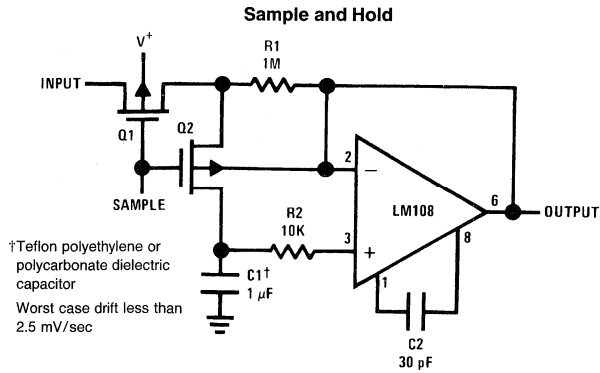 Sample and Hold
V+
R1
1M
INPUT
Q1
Q2
2
−
SAMPLE
LM108
6
OUTPUT
R2
10K
3
+
8
†Teflon polyethylene or
polycarbonate dielectric
capacitor
C1†
1 μF
1
Worst case drift less than
2.5 mV/sec
C2
30 pF